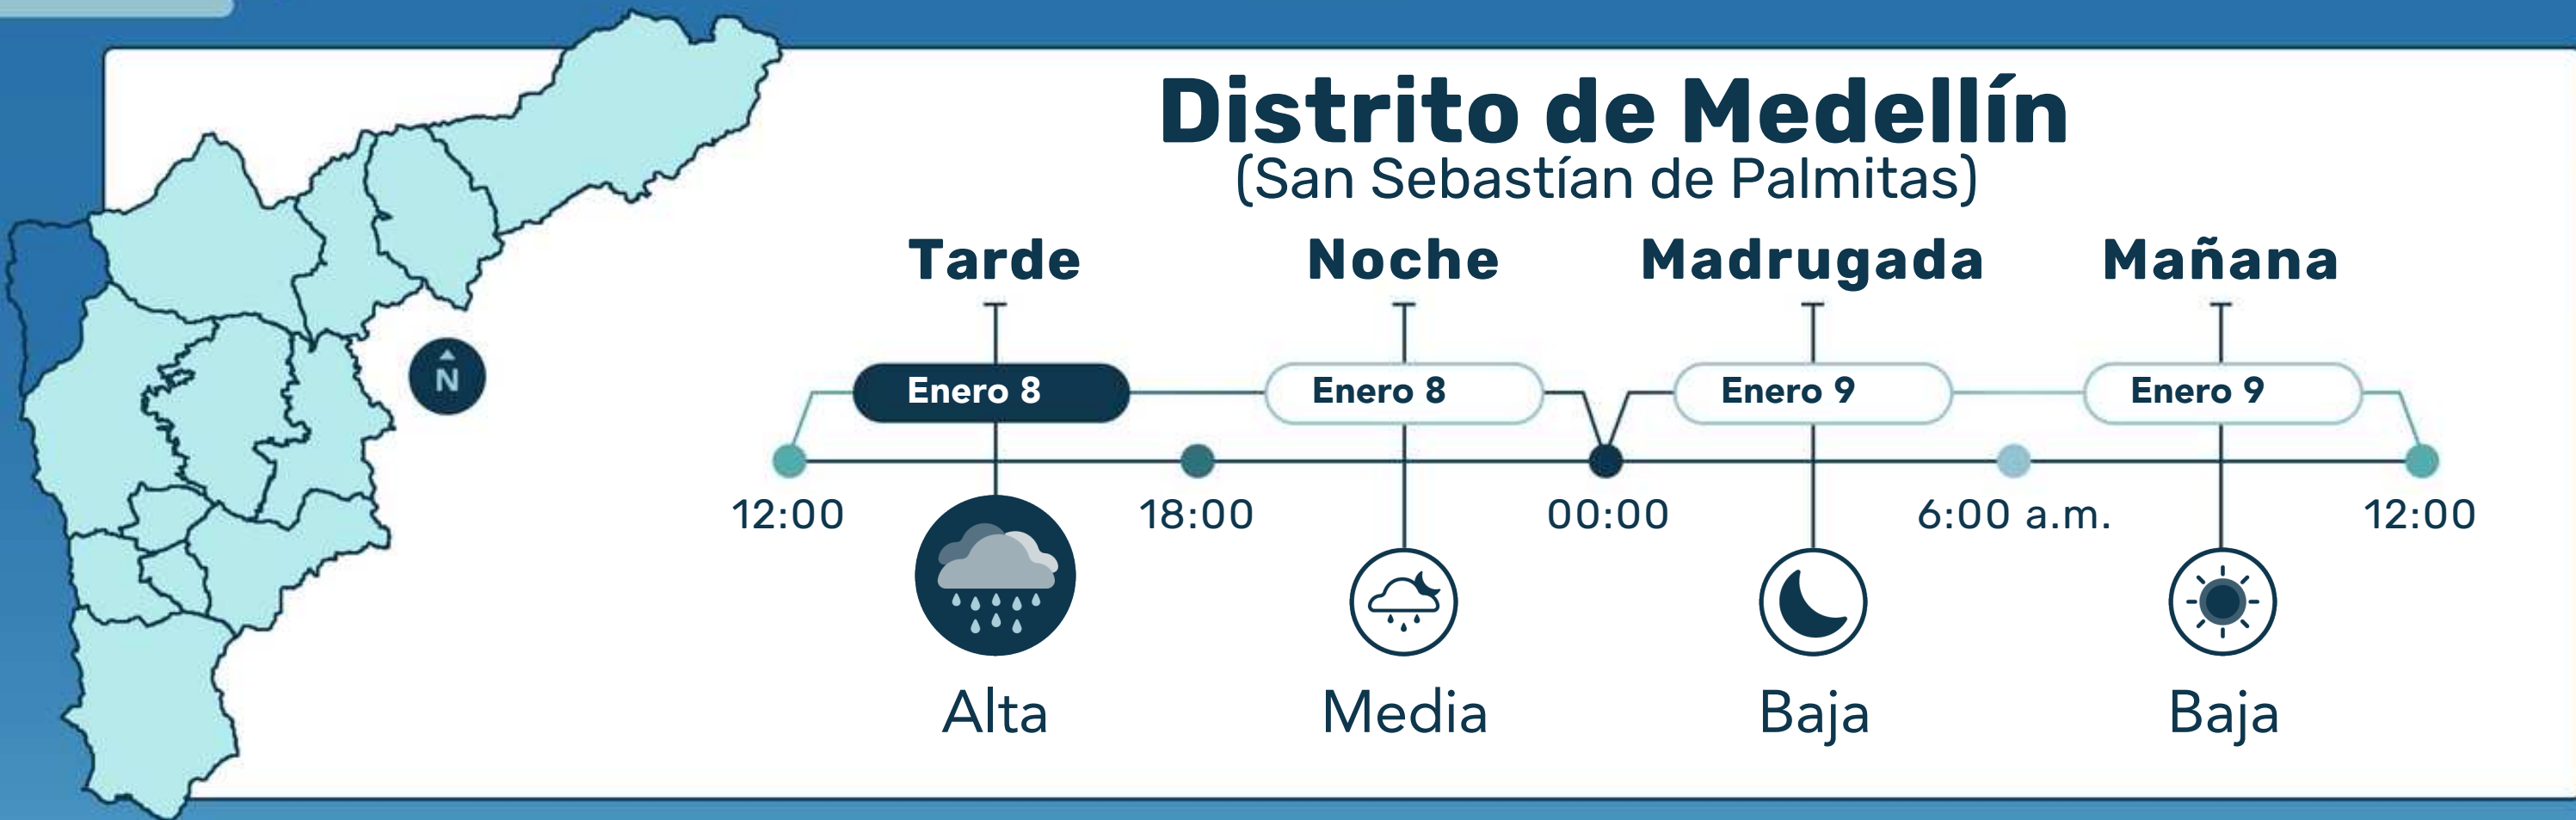 Distrito de Medellín
(San Sebastían de Palmitas)
Tarde Noche Madrugada Mañana
Enero 8 Enero 8 Enero 9 Enero 9
N
12:00 18:00 00:00 6:00 a.m. 12:00
Alta Media Baja Baja